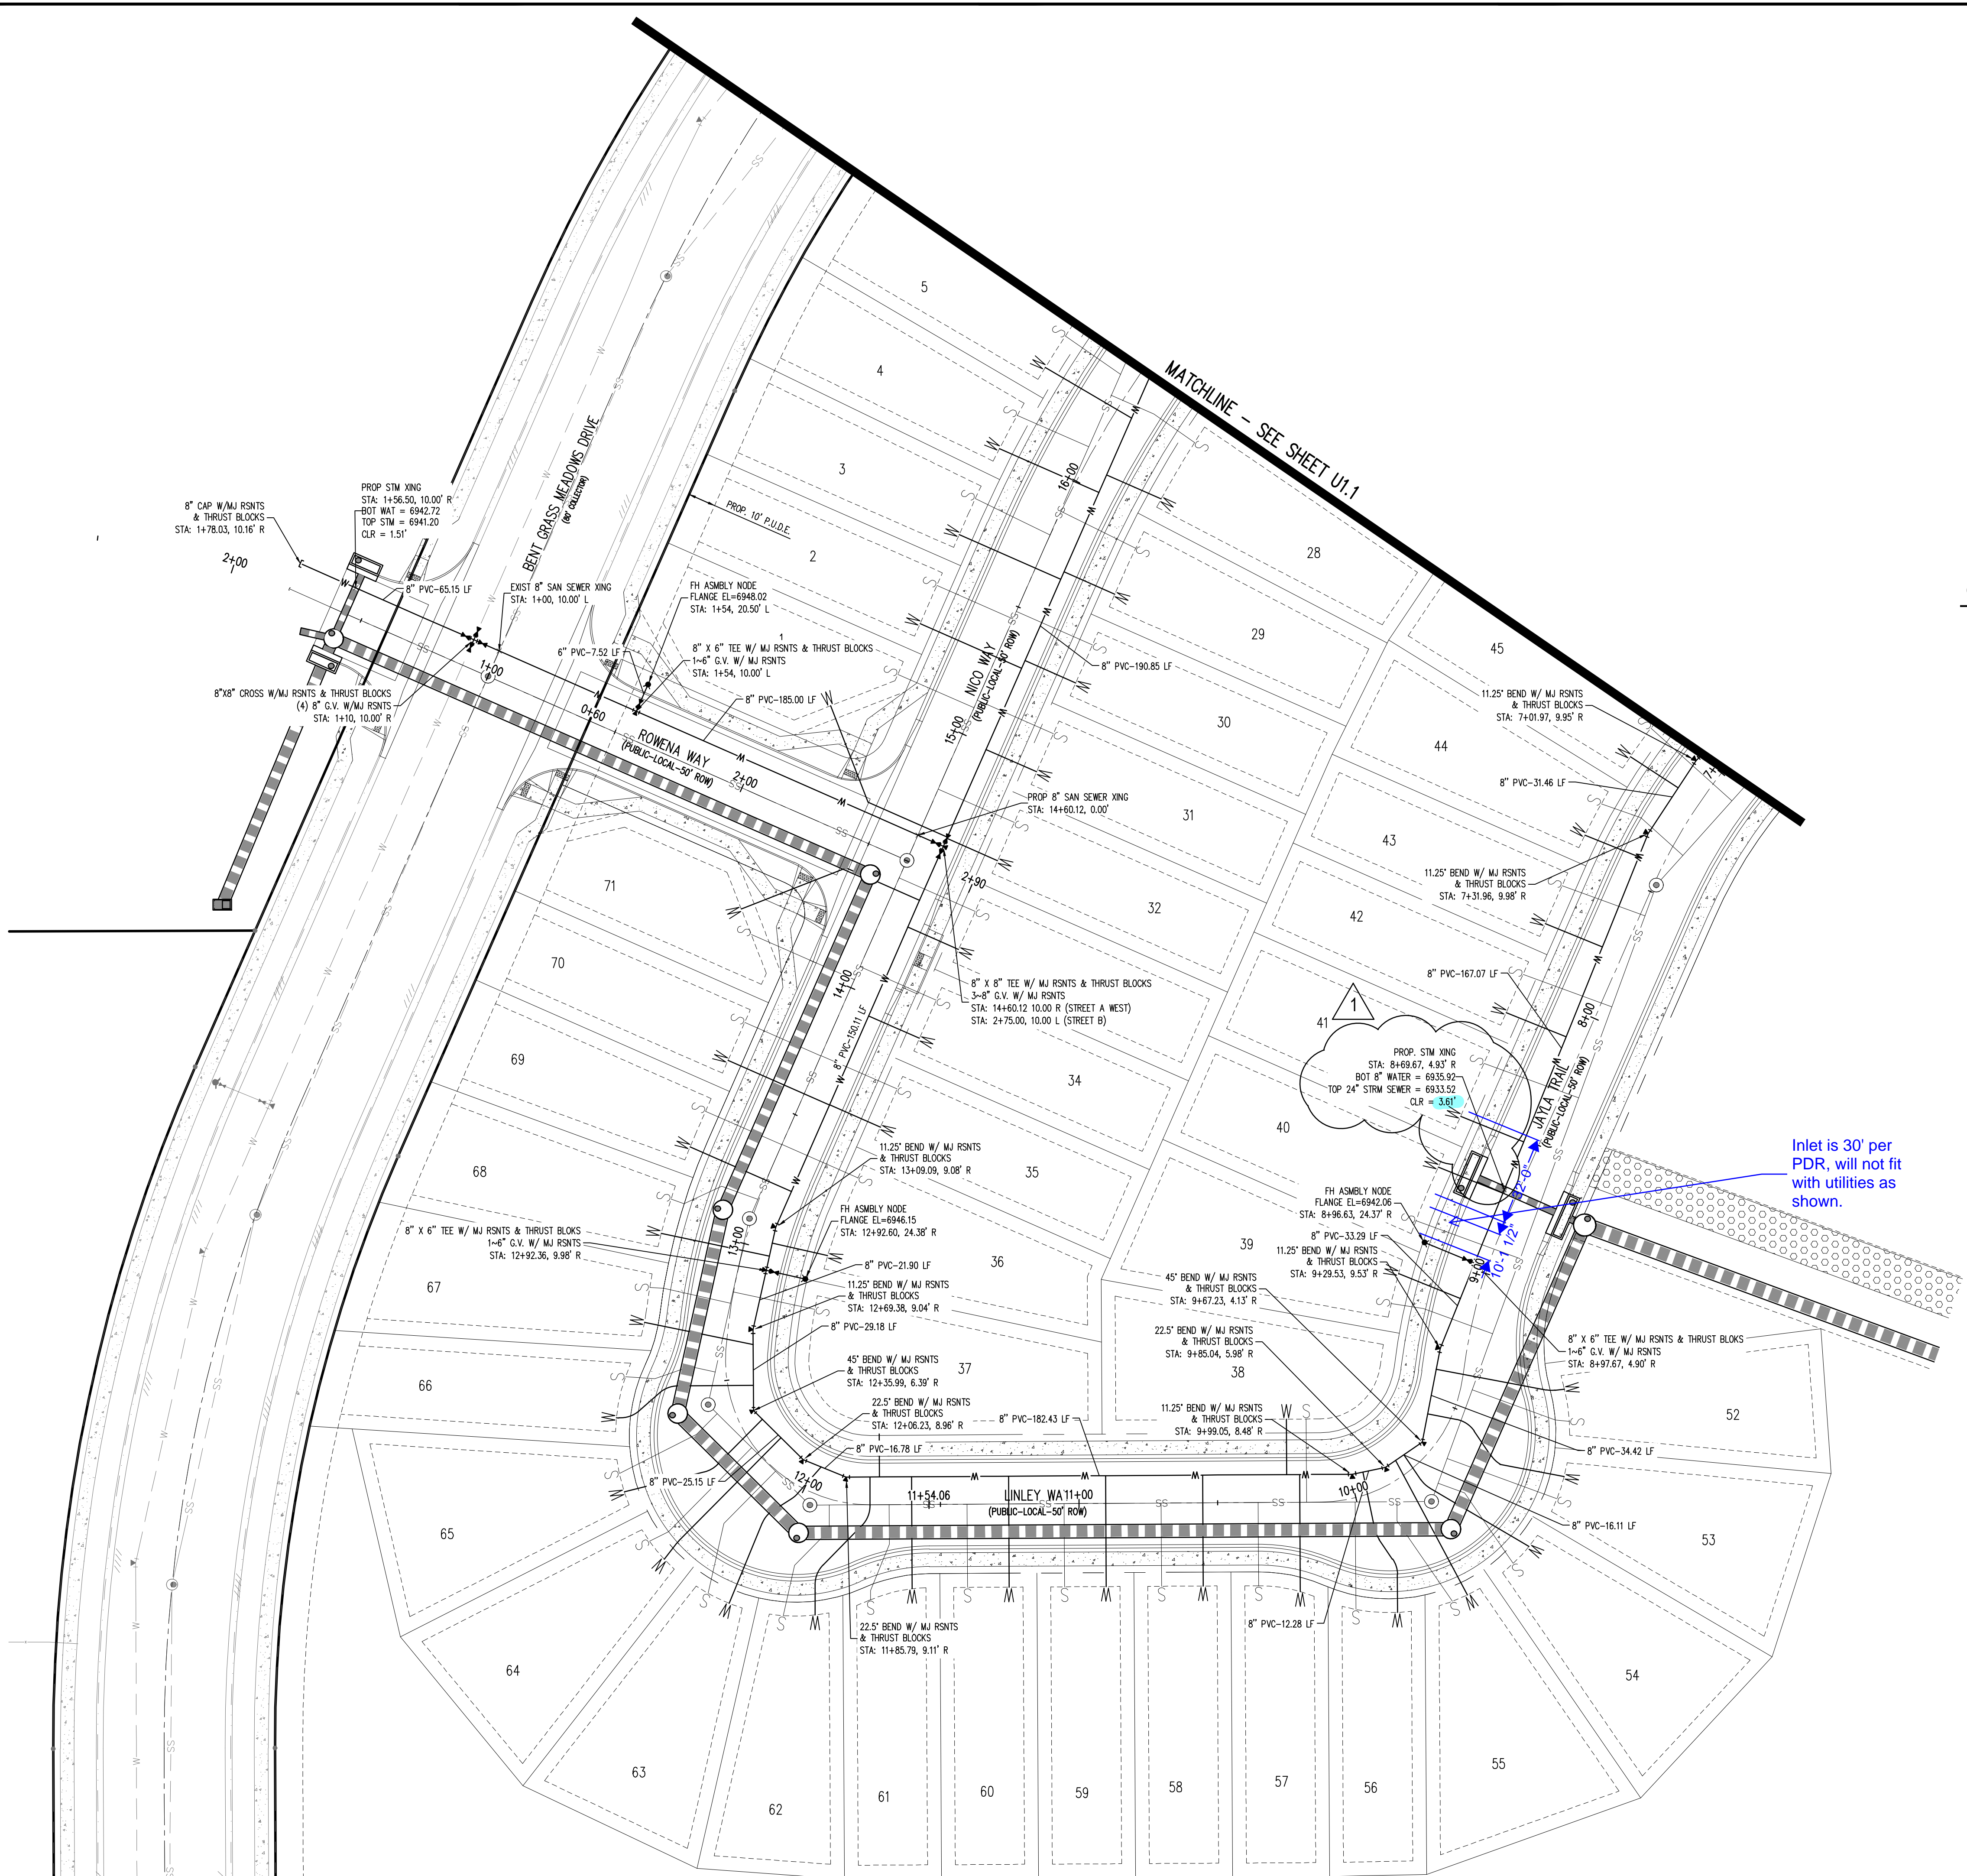 MATCHLINE - SEE SHEET U1.1
5
4
3
2
1
PROP. 10' P.U.D.E.
BENT GRASS MEADOWS DRIVE
(80' COLLECTOR)
8" CAP W/MJ RSNTS
& THRUST BLOCKS
STA: 1+78.03, 10.16' R
2+00
PROP STM XING
STA: 1+56.50, 10.00' R
BOT WAT = 6942.72
TOP STM = 6941.20
CLR = 1.51'
8" PVC-65.15 LF
EXIST 8" SAN SEWER XING
STA: 1+00, 10.00' L
FH ASMBLY NODE
FLANGE EL=6948.02
STA: 1+54, 20.50' L
6" PVC-7.52 LF
8" X 6" TEE W/ MJ RSNTS & THRUST BLOCKS
1~6" G.V. W/ MJ RSNTS
STA: 1+54, 10.00' L
8"X8" CROSS W/MJ RSNTS & THRUST BLOCKS
(4) 8" G.V. W/MJ RSNTS
STA: 1+10, 10.00' R
1+00
0+60
8" PVC-185.00 LF
ROWENA WAY
(PUBLIC-LOCAL-50' ROW)
2+00
2+90
NICO WAY
(PUBLIC-LOCAL-50' ROW)
16+00
15+00
14+00
13+00
8" PVC-190.85 LF
PROP 8" SAN SEWER XING
STA: 14+60.12, 0.00'
8" X 8" TEE W/ MJ RSNTS & THRUST BLOCKS
3~8" G.V. W/ MJ RSNTS
STA: 14+60.12 10.00 R (STREET A WEST)
STA: 2+75.00, 10.00 L (STREET B)
8" PVC-150.11 LF
28
29
30
31
32
34
35
36
37
38
39
40
41
42
43
44
45
11.25° BEND W/ MJ RSNTS
& THRUST BLOCKS
STA: 7+01.97, 9.95' R
8" PVC-31.46 LF
11.25° BEND W/ MJ RSNTS
& THRUST BLOCKS
STA: 7+31.96, 9.98' R
8" PVC-167.07 LF
8+00
JAYLA TRAIL
(PUBLIC-LOCAL-50' ROW)
1
PROP. STM XING
STA: 8+69.67, 4.93' R
BOT 8" WATER = 6935.92
TOP 24" STRM SEWER = 6933.52
CLR = 3.61'
Inlet is 30' per
PDR, will not fit
with utilities as
shown.
10'-1 1/2"
FH ASMBLY NODE
FLANGE EL=6942.06
STA: 8+96.63, 24.37' R
8" PVC-33.29 LF
11.25° BEND W/ MJ RSNTS
& THRUST BLOCKS
STA: 9+29.53, 9.53' R
9+00
45° BEND W/ MJ RSNTS
& THRUST BLOCKS
STA: 9+67.23, 4.13' R
22.5° BEND W/ MJ RSNTS
& THRUST BLOCKS
STA: 9+85.04, 5.98' R
11.25° BEND W/ MJ RSNTS
& THRUST BLOCKS
STA: 9+99.05, 8.48' R
8" X 6" TEE W/ MJ RSNTS & THRUST BLOKS
1~6" G.V. W/ MJ RSNTS
STA: 8+97.67, 4.90' R
8" PVC-34.42 LF
8" PVC-16.11 LF
8" PVC-12.28 LF
11.25° BEND W/ MJ RSNTS
& THRUST BLOCKS
STA: 13+09.09, 9.08' R
FH ASMBLY NODE
FLANGE EL=6946.15
STA: 12+92.60, 24.38' R
8" X 6" TEE W/ MJ RSNTS & THRUST BLOKS
1~6" G.V. W/ MJ RSNTS
STA: 12+92.36, 9.98' R
8" PVC-21.90 LF
11.25° BEND W/ MJ RSNTS
& THRUST BLOCKS
STA: 12+69.38, 9.04' R
8" PVC-29.18 LF
45° BEND W/ MJ RSNTS
& THRUST BLOCKS
STA: 12+35.99, 6.39' R
22.5° BEND W/ MJ RSNTS
& THRUST BLOCKS
STA: 12+06.23, 8.96' R
8" PVC-182.43 LF
8" PVC-16.78 LF
8" PVC-25.15 LF
12+00
11+54.06
LINLEY WA
11+00
(PUBLIC-LOCAL-50' ROW)
10+00
22.5° BEND W/ MJ RSNTS
& THRUST BLOCKS
STA: 11+85.79, 9.11' R
71
70
69
68
67
66
65
64
63
62
61
60
59
58
57
56
55
54
53
52